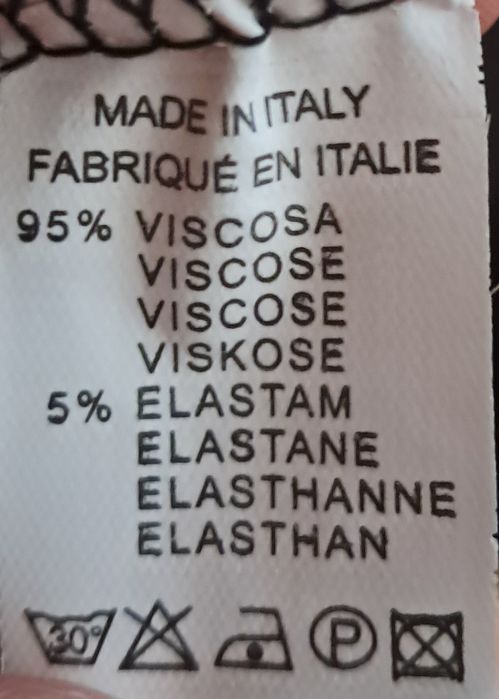 MADE IN ITALY
FABRIQUÉ EN ITALIE
95% VISCOSA
VISCOSE
VISCOSE
VISKOSE
5% ELASTAM
ELASTANE
ELASTHANNE
ELASTHAN
30° P